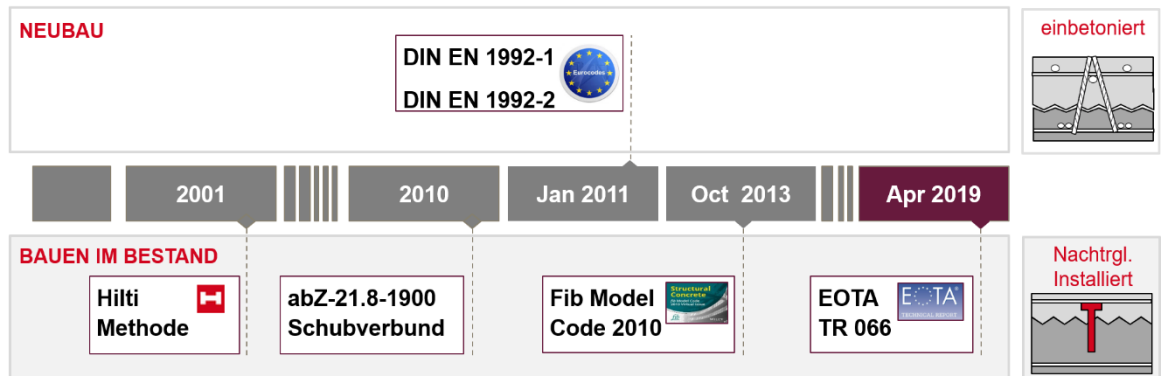 NEUBAU
DIN EN 1992-1
DIN EN 1992-2
Eurocodes
einbetoniert
2001
2010
Jan 2011
Oct 2013
Apr 2019
BAUEN IM BESTAND
Hilti
Methode
abZ-21.8-1900
Schubverbund
Fib Model
Code 2010
Structural
Concrete
EOTA
TR 066
EOTA
TECHNICAL REPORT
Nachtrgl.
Installiert